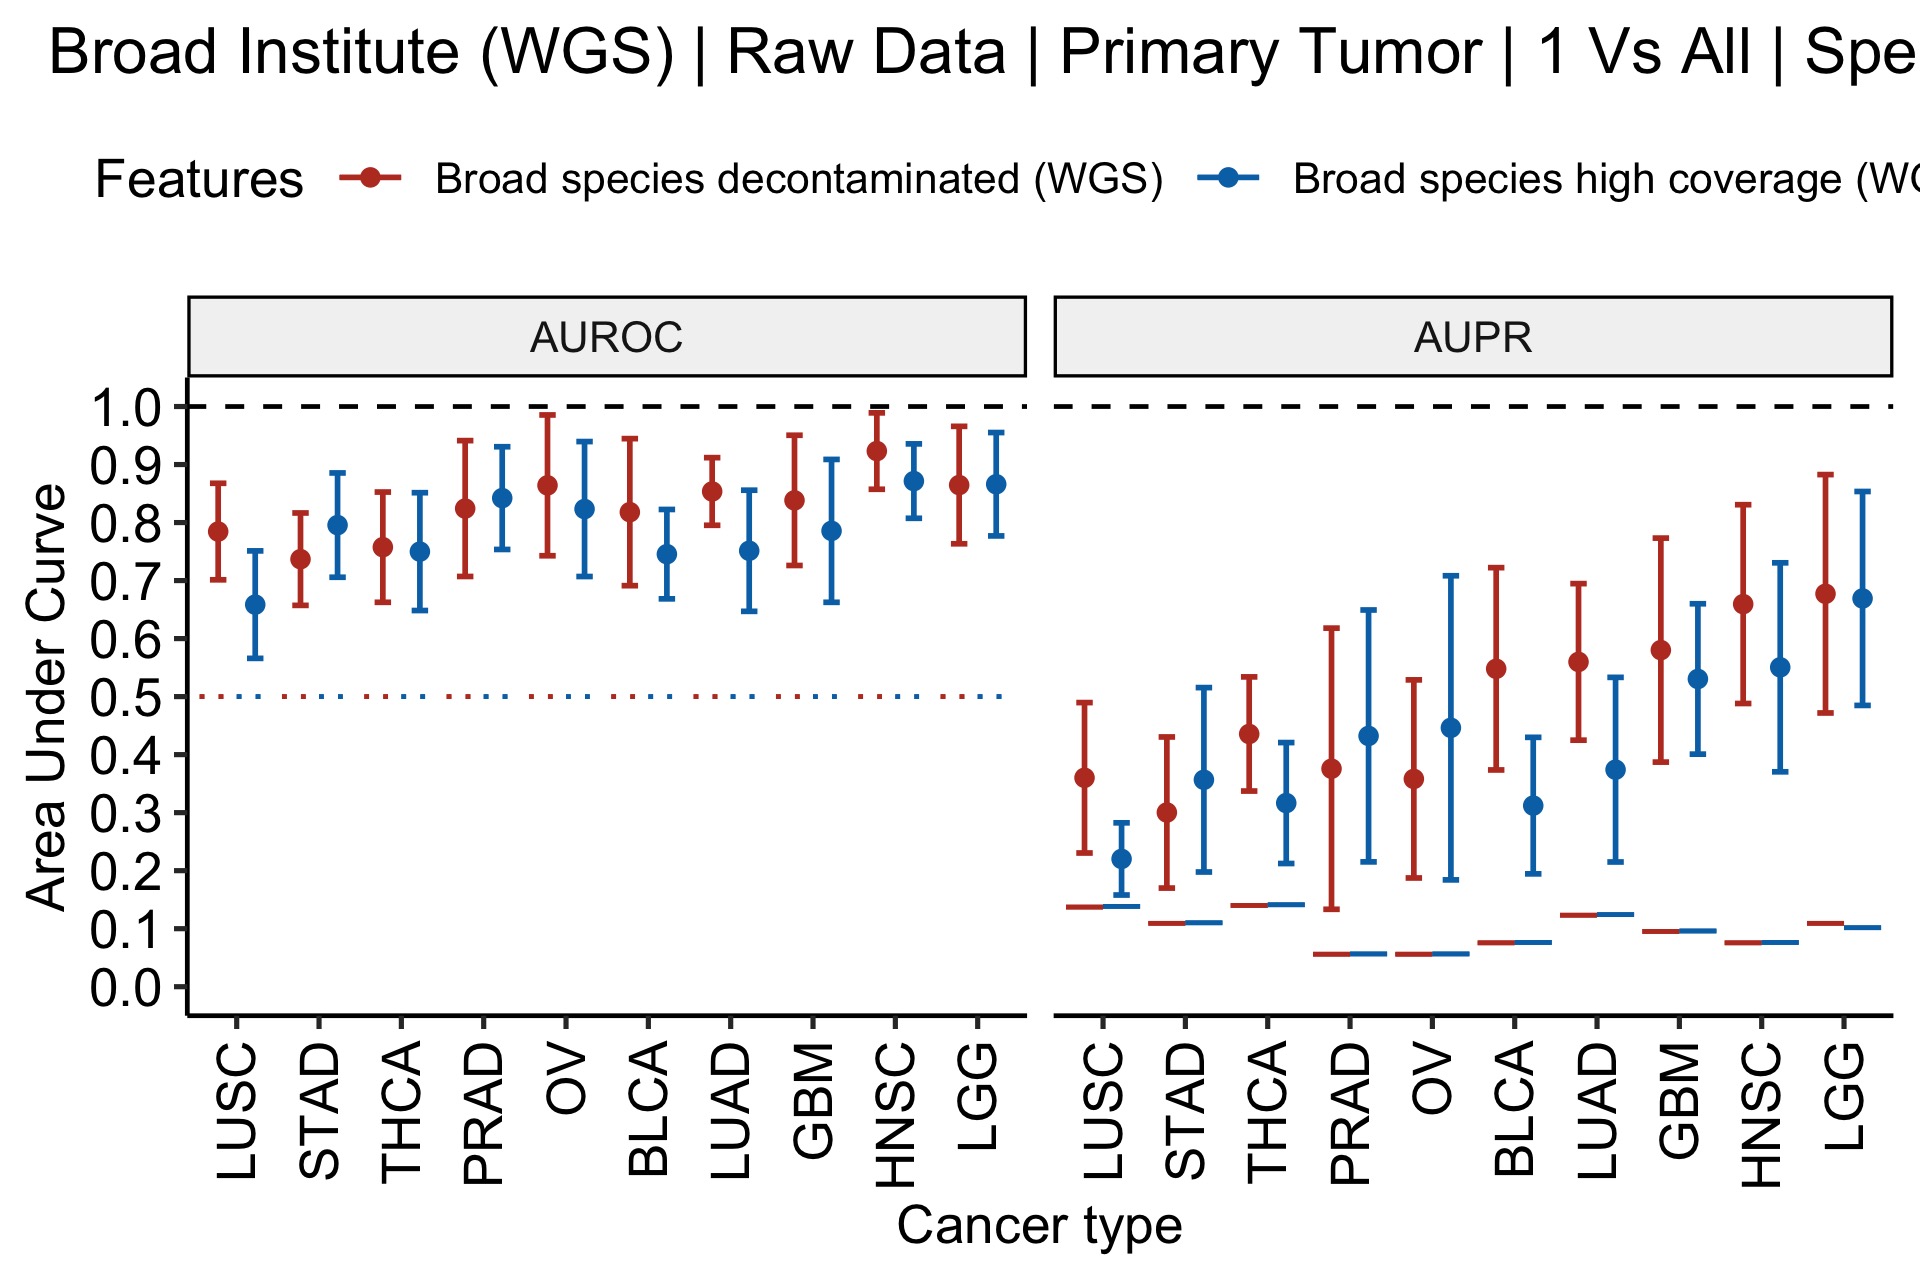 Broad Institute (WGS) | Raw Data | Primary Tumor | 1 Vs All | Spe
Features Broad species decontaminated (WGS) Broad species high coverage (WG
AUROC AUPR
Area Under Curve
1.0
0.9
0.8
0.7
0.6
0.5
0.4
0.3
0.2
0.1
0.0
LUSC STAD THCA PRAD OV BLCA LUAD GBM HNSC LGG LUSC STAD THCA PRAD OV BLCA LUAD GBM HNSC LGG
Cancer type